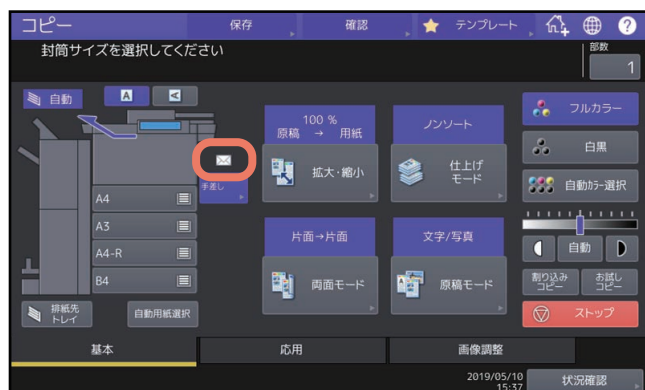 コピー
保存
確認
テンプレート
?
封筒サイズを選択してください
部数
1
自動
A
A
100 %
原稿 → 用紙
拡大・縮小
ノンソート
仕上げ
モード
フルカラー
白黒
自動カラー選択
手差し
A4
A3
A4-R
B4
片面→片面
両面モード
文字/写真
原稿モード
自動
割り込み
コピー
お試し
コピー
排紙先
トレイ
自動用紙選択
ストップ
基本
応用
画像調整
2019/05/10
15:37
状況確認